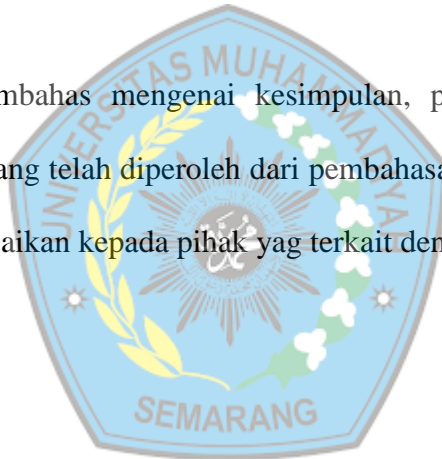 mbahas mengenai kesimpulan, p
ang telah diperoleh dari pembahasa
aikan kepada pihak yag terkait den
UNIVERSITAS MUHAMMADIYAH
SEMARANG